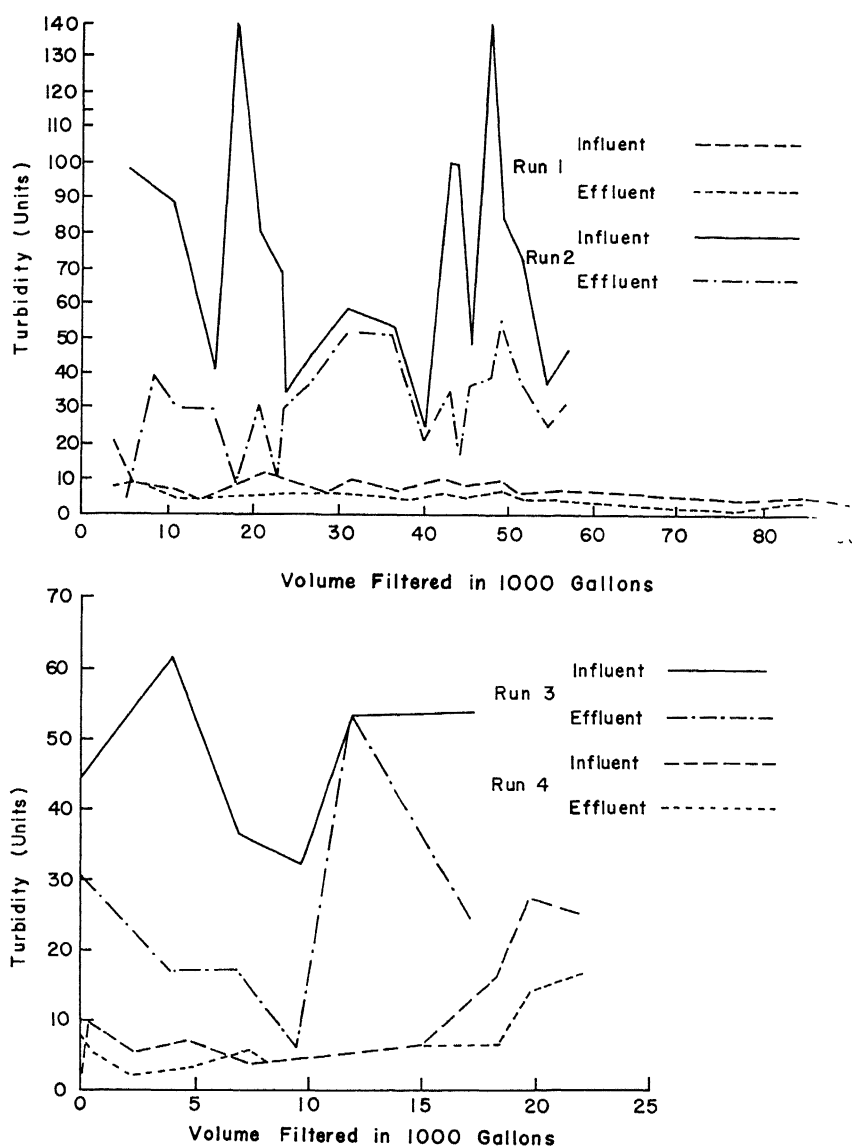 140
130
120
110
100
90
80
70
60
50
40
30
20
10
0
Turbidity (Units)
Run 1
Influent
Effluent
Run2
Influent
Effluent
0 10 20 30 40 50 60 70 80
Volume Filtered in 1000 Gallons
70
60
50
40
30
20
10
0
Turbidity (Units)
Run 3
Influent
Effluent
Run 4
Influent
Effluent
0 5 10 15 20 25
Volume Filtered in 1000 Gallons